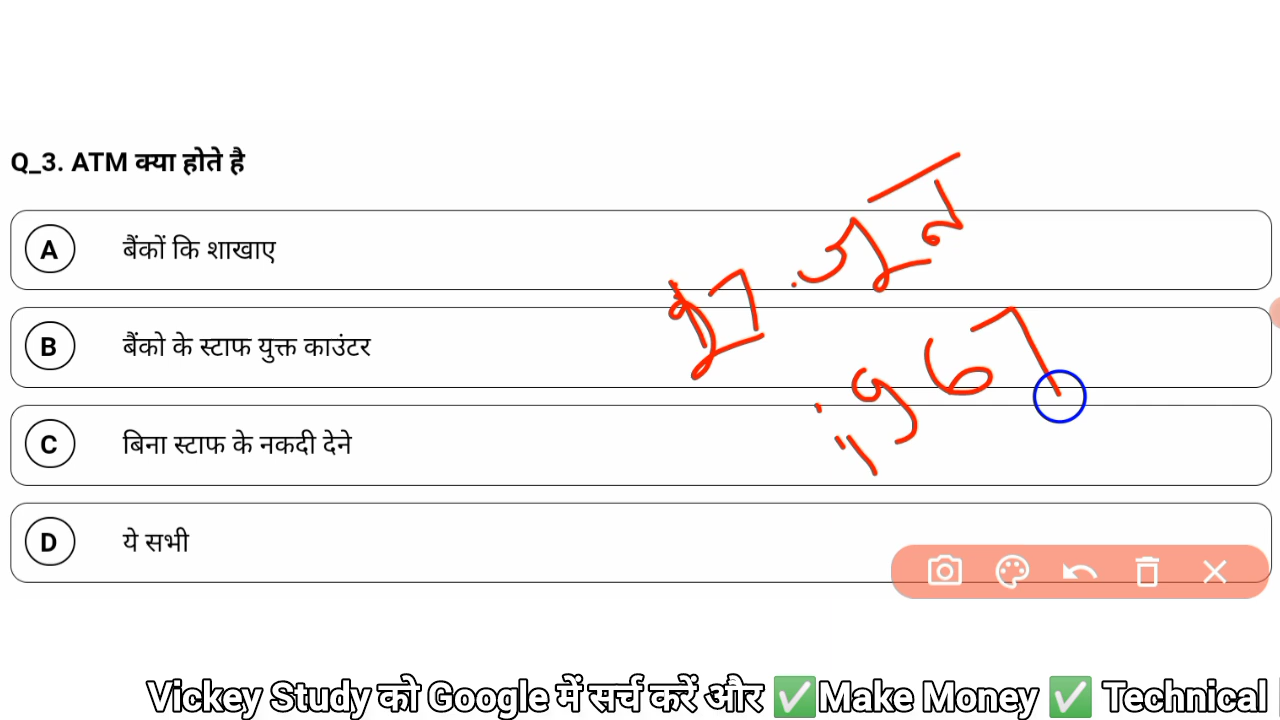 Q_3. ATM क्या होते है
A बैंकों कि शाखाए
B बैंको के स्टाफ युक्त काउंटर
C बिना स्टाफ के नकदी देने
D ये सभी
27 जून
1967
Vickey Study को Google में सर्च करें और ✅Make Money ✅ Technical